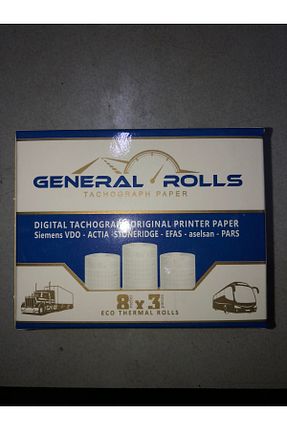 GENERAL ROLLS
TACHOGRAPH PAPER
DIGITAL TACHOGRAPH ORIGINAL PRINTER PAPER
Siemens VDO - ACTIA - STONERIDGE - EFAS - aselsan - PARS
8 x 3
ECO THERMAL ROLLS